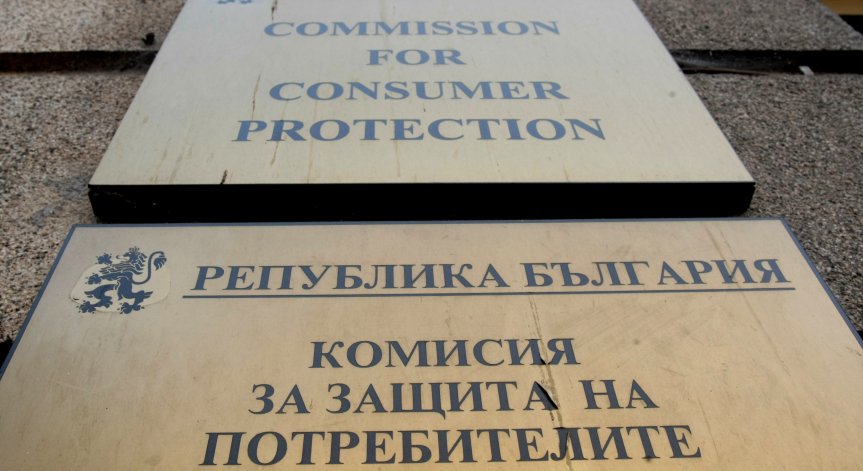 COMMISSION
FOR
CONSUMER
PROTECTION
РЕПУБЛИКА БЪЛГАРИЯ
КОМИСИЯ
ЗА ЗАЩИТА НА
ПОТРЕБИТЕЛИТЕ